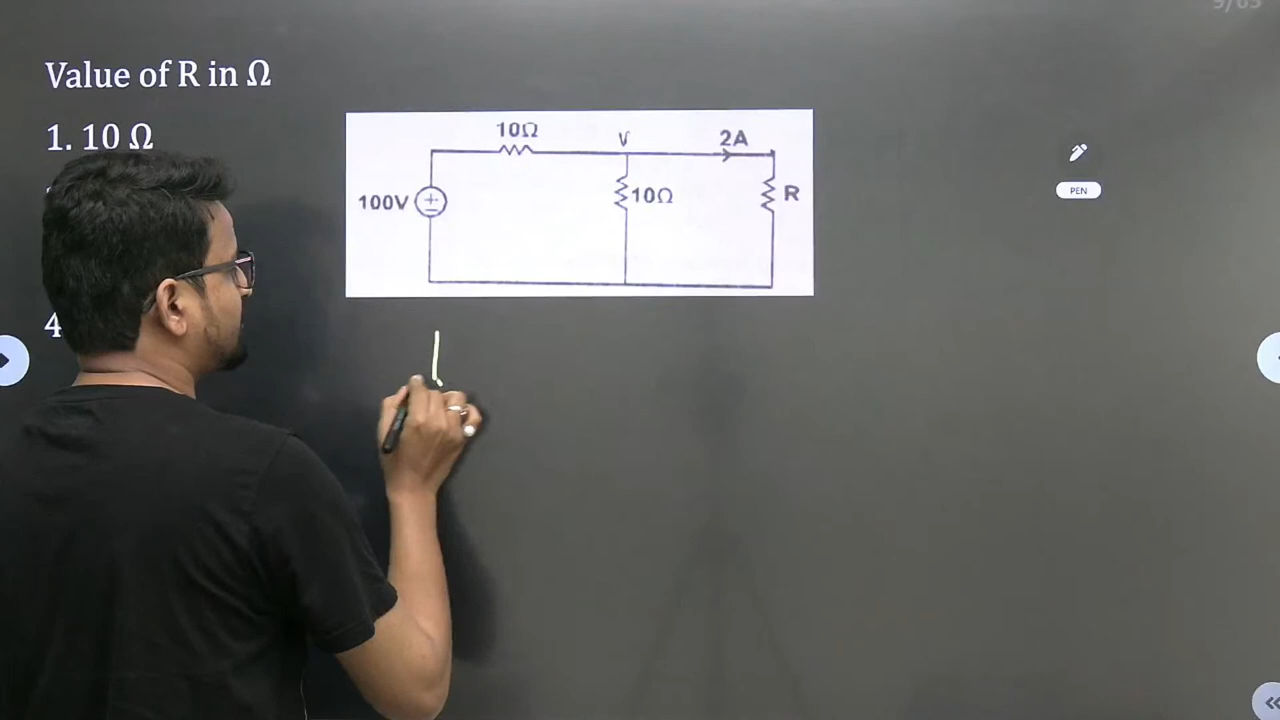 Value of R in Ω
1. 10 Ω
4
10Ω
V
2A
100V
10Ω
R
PEN